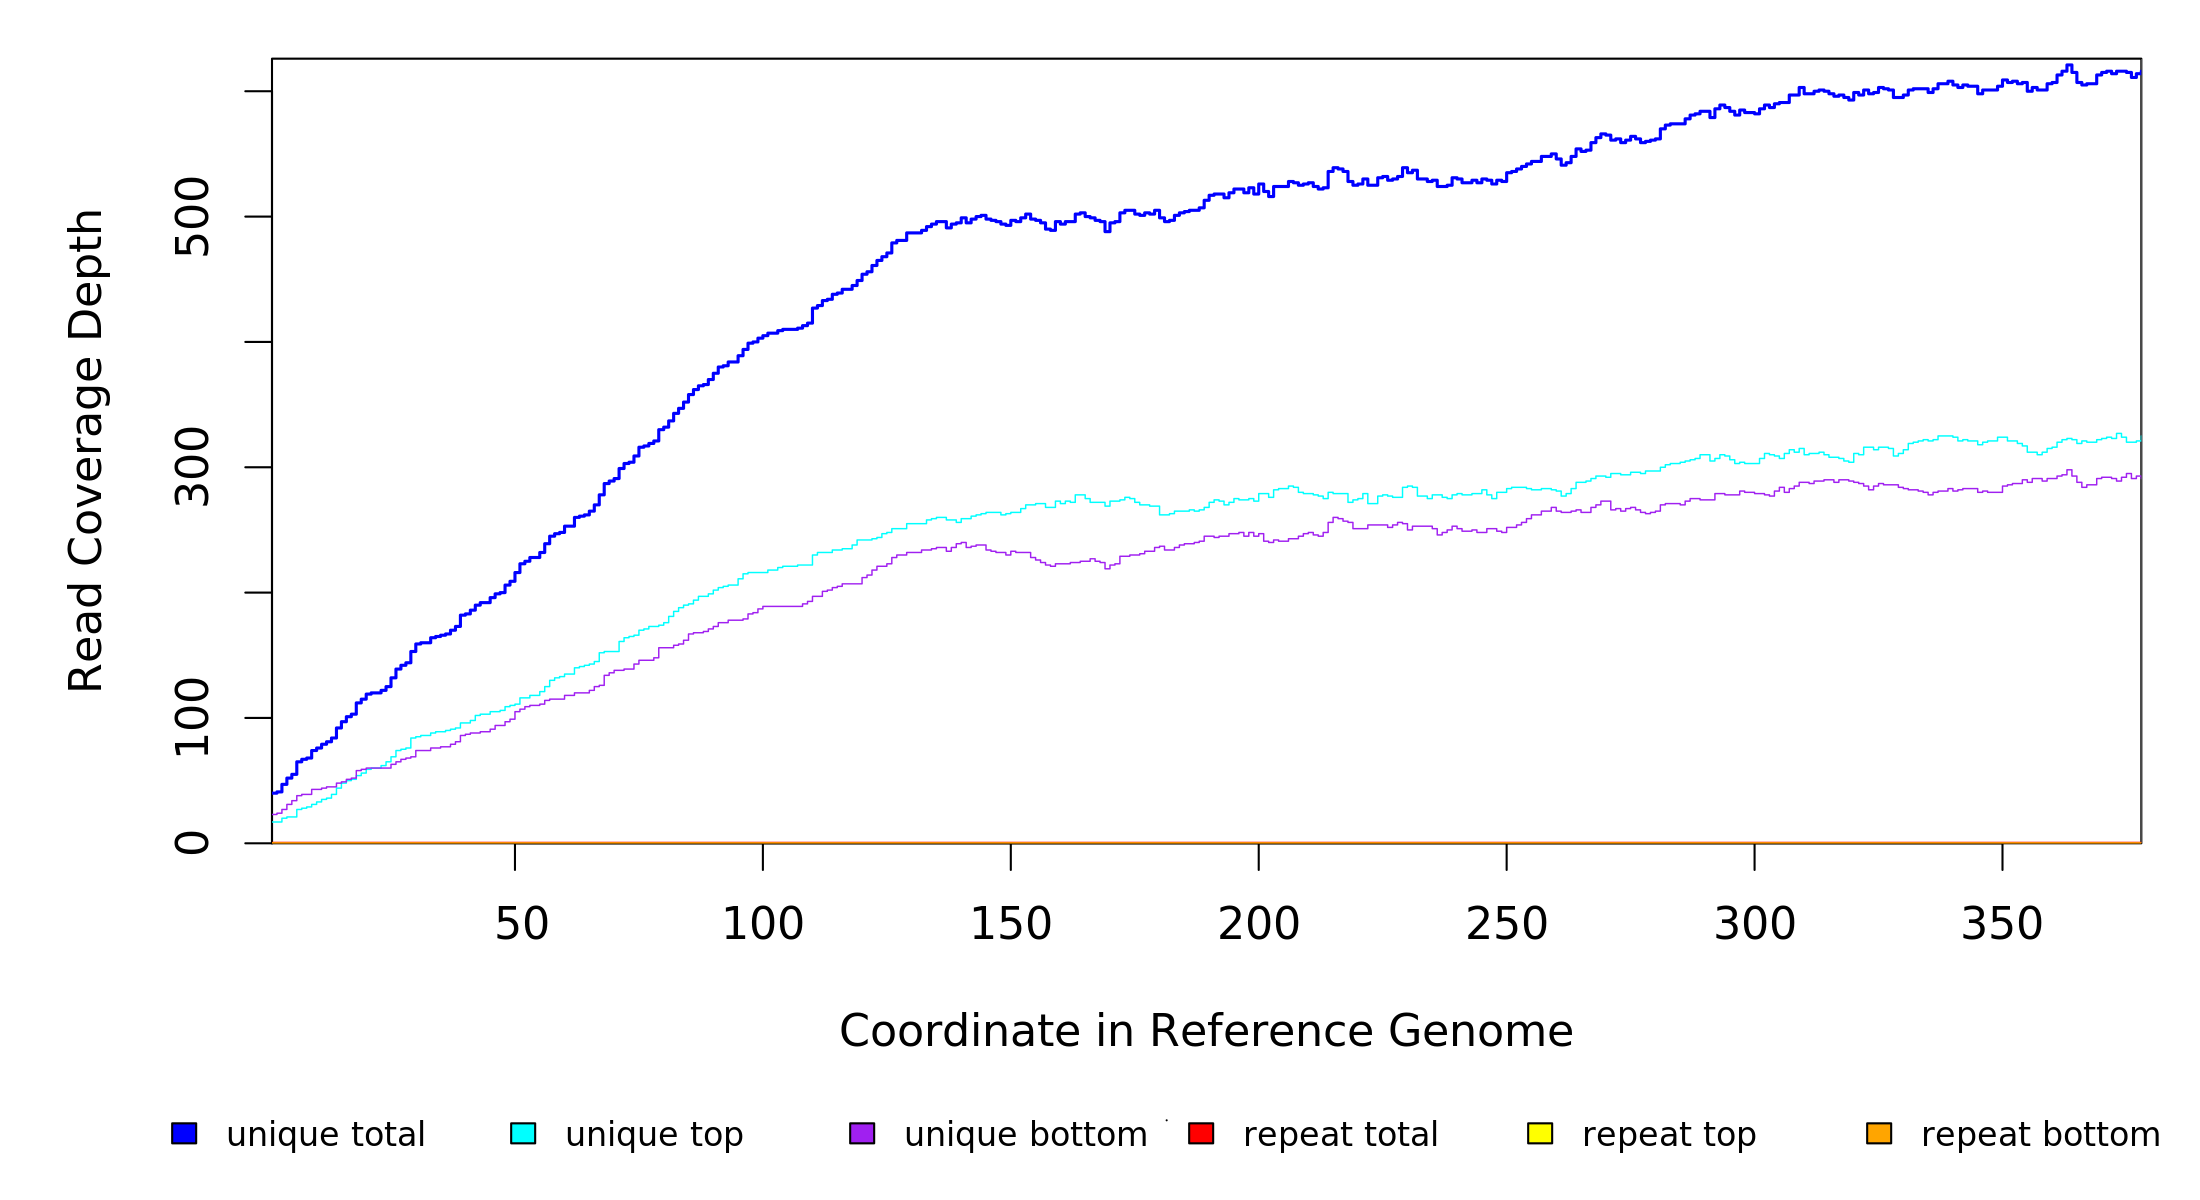 Read Coverage Depth
500
300
100
0
50 100 150 200 250 300 350
Coordinate in Reference Genome
unique total unique top unique bottom repeat total repeat top repeat bottom